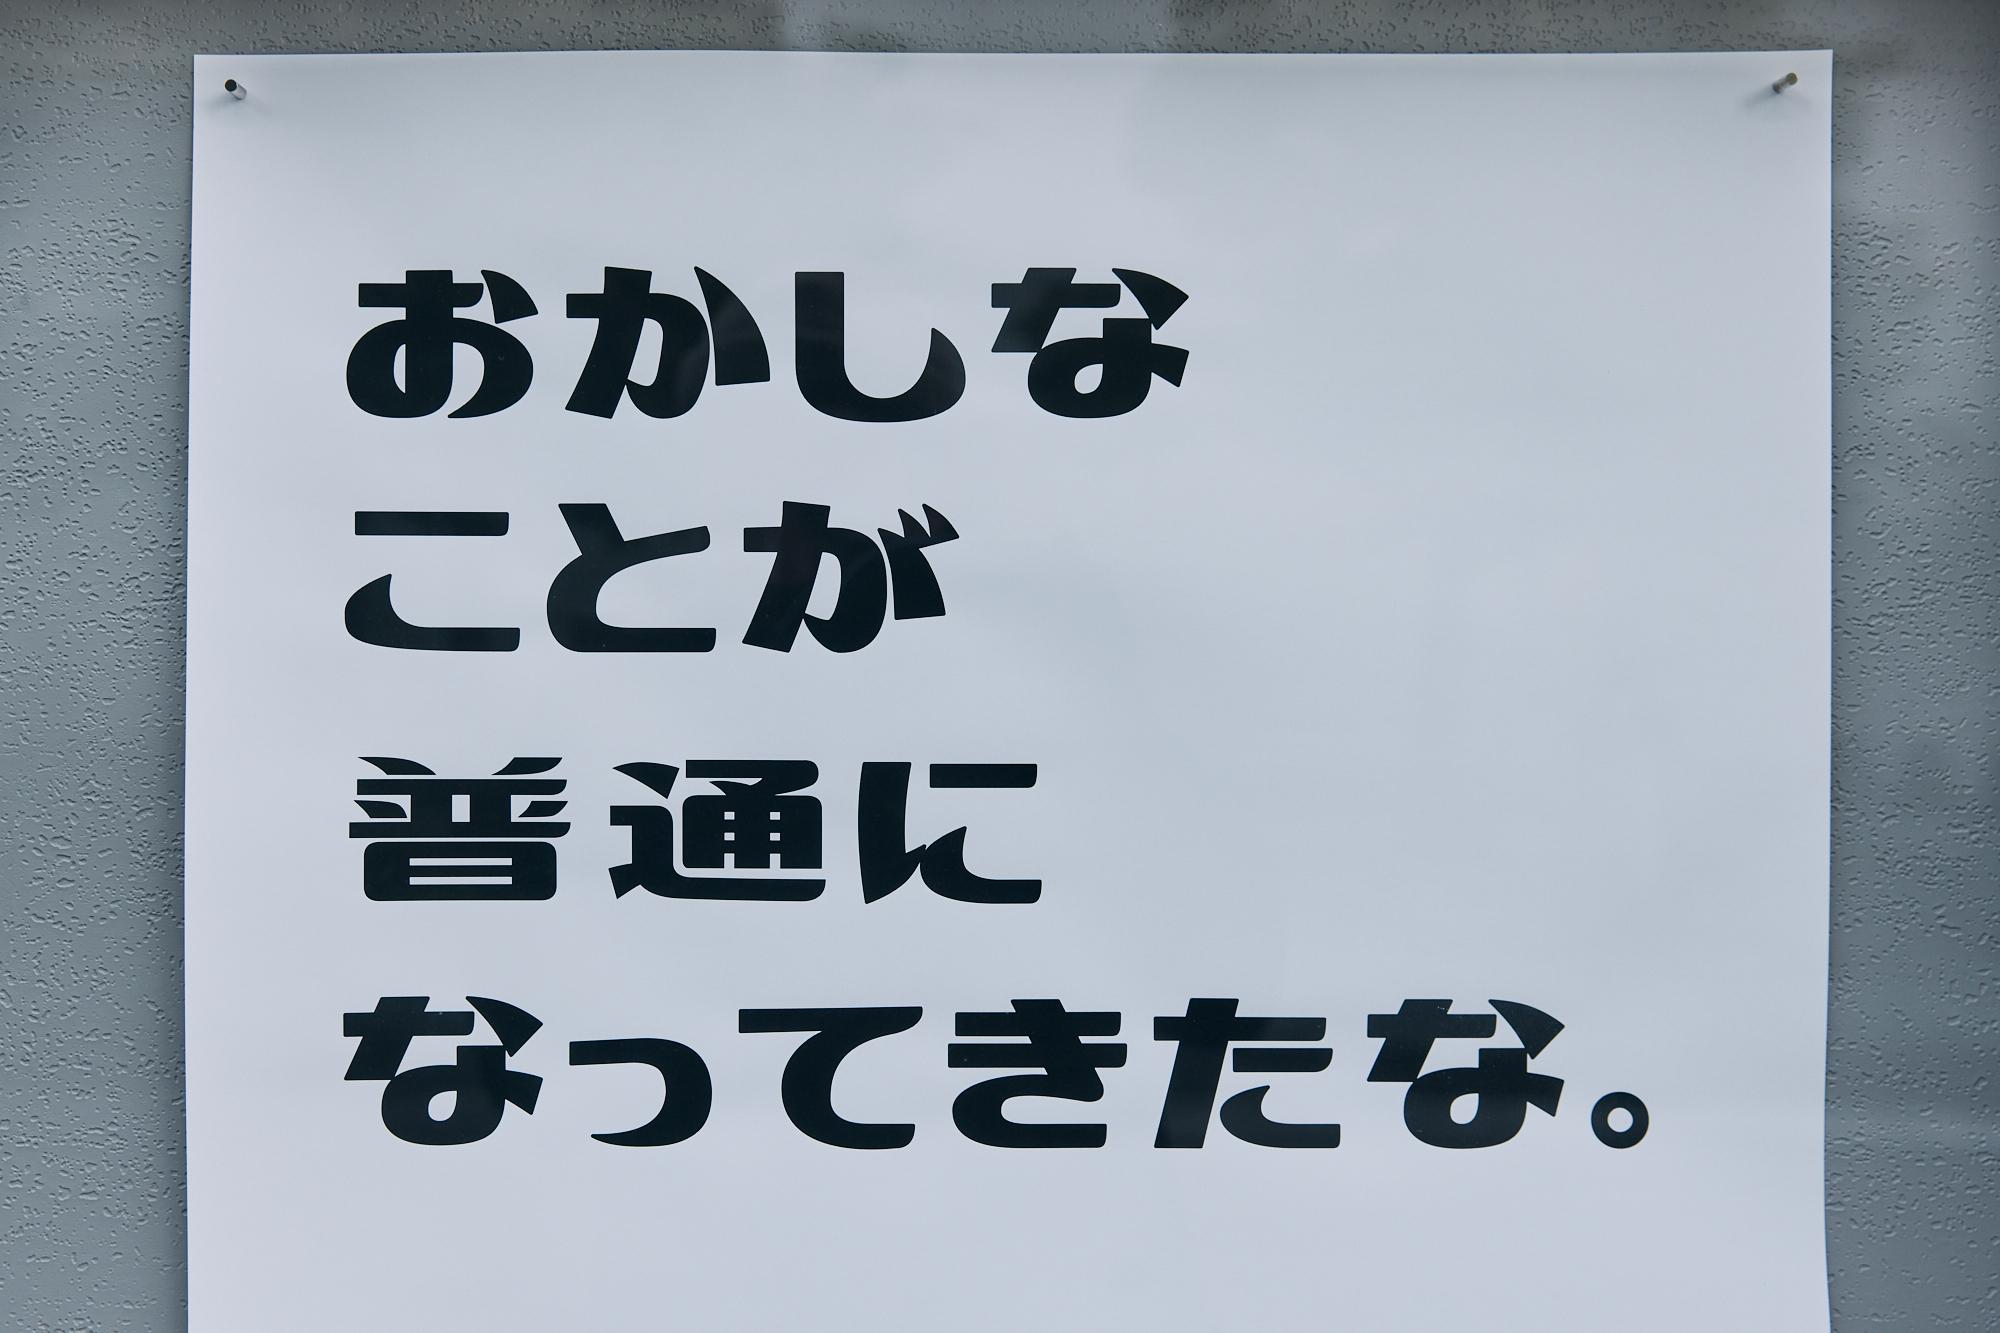 おかしな
ことが
普通に
なってきたな。